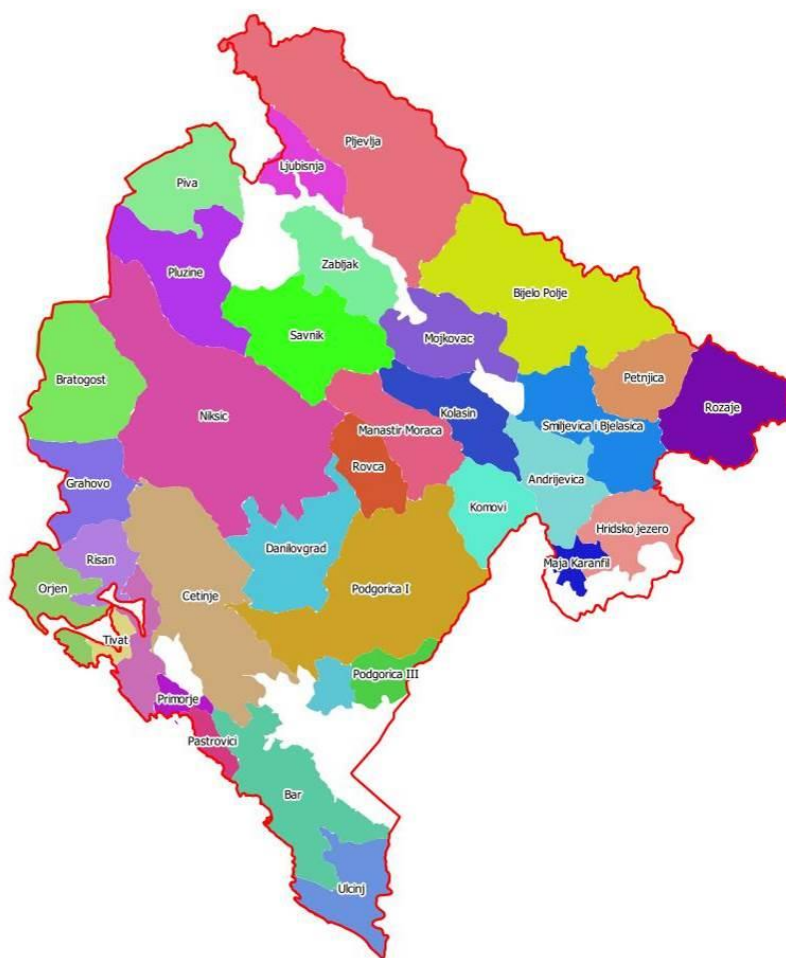 Pljevlja
Ljubisnja
Piva
Zabljak
Pluzine
Bijelo Polje
Savnik
Mojkovac
Petnjica
Bratogost
Rozaje
Niksic
Kolasin
Manastir Moraca
Smiljevica i Bjelasica
Rovca
Andrijevica
Grahovo
Komovi
Hridsko jezero
Danilovgrad
Risan
Maja Karanfil
Orjen
Cetinje
Podgorica I
Tivat
Podgorica III
Primorje
Pastrovici
Bar
Ulcinj